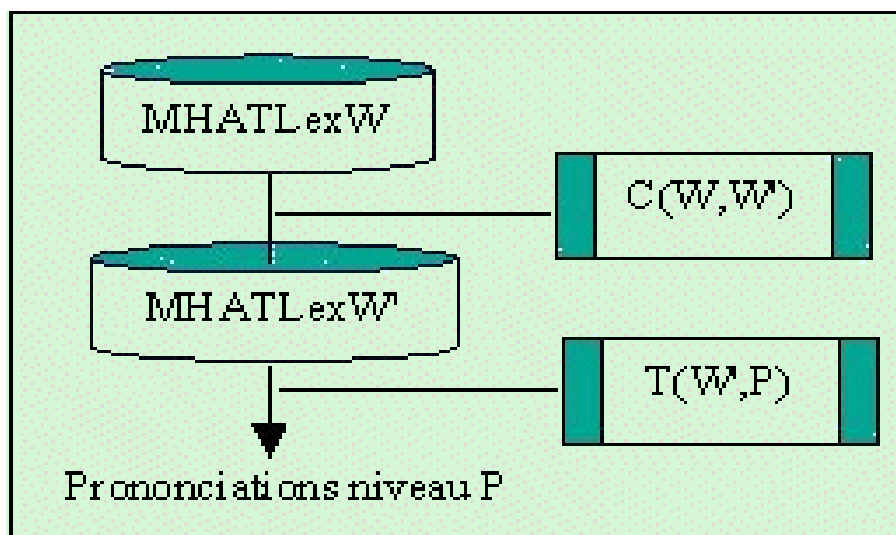 MHATLexW
C(W,W')
MHATLexW'
T(W',P)
Prononciations niveau P